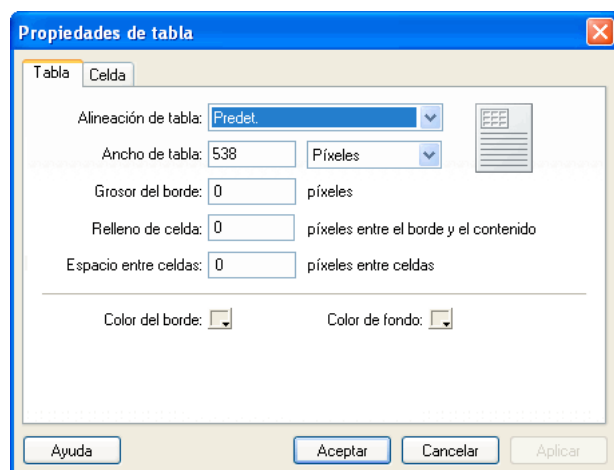 Propiedades de tabla
Tabla Celda
Alineación de tabla: Predet.
Ancho de tabla: 538 Píxeles
Grosor del borde: 0 píxeles
Relleno de celda: 0 píxeles entre el borde y el contenido
Espacio entre celdas: 0 píxeles entre celdas
Color del borde: Color de fondo:
Ayuda Aceptar Cancelar Aplicar